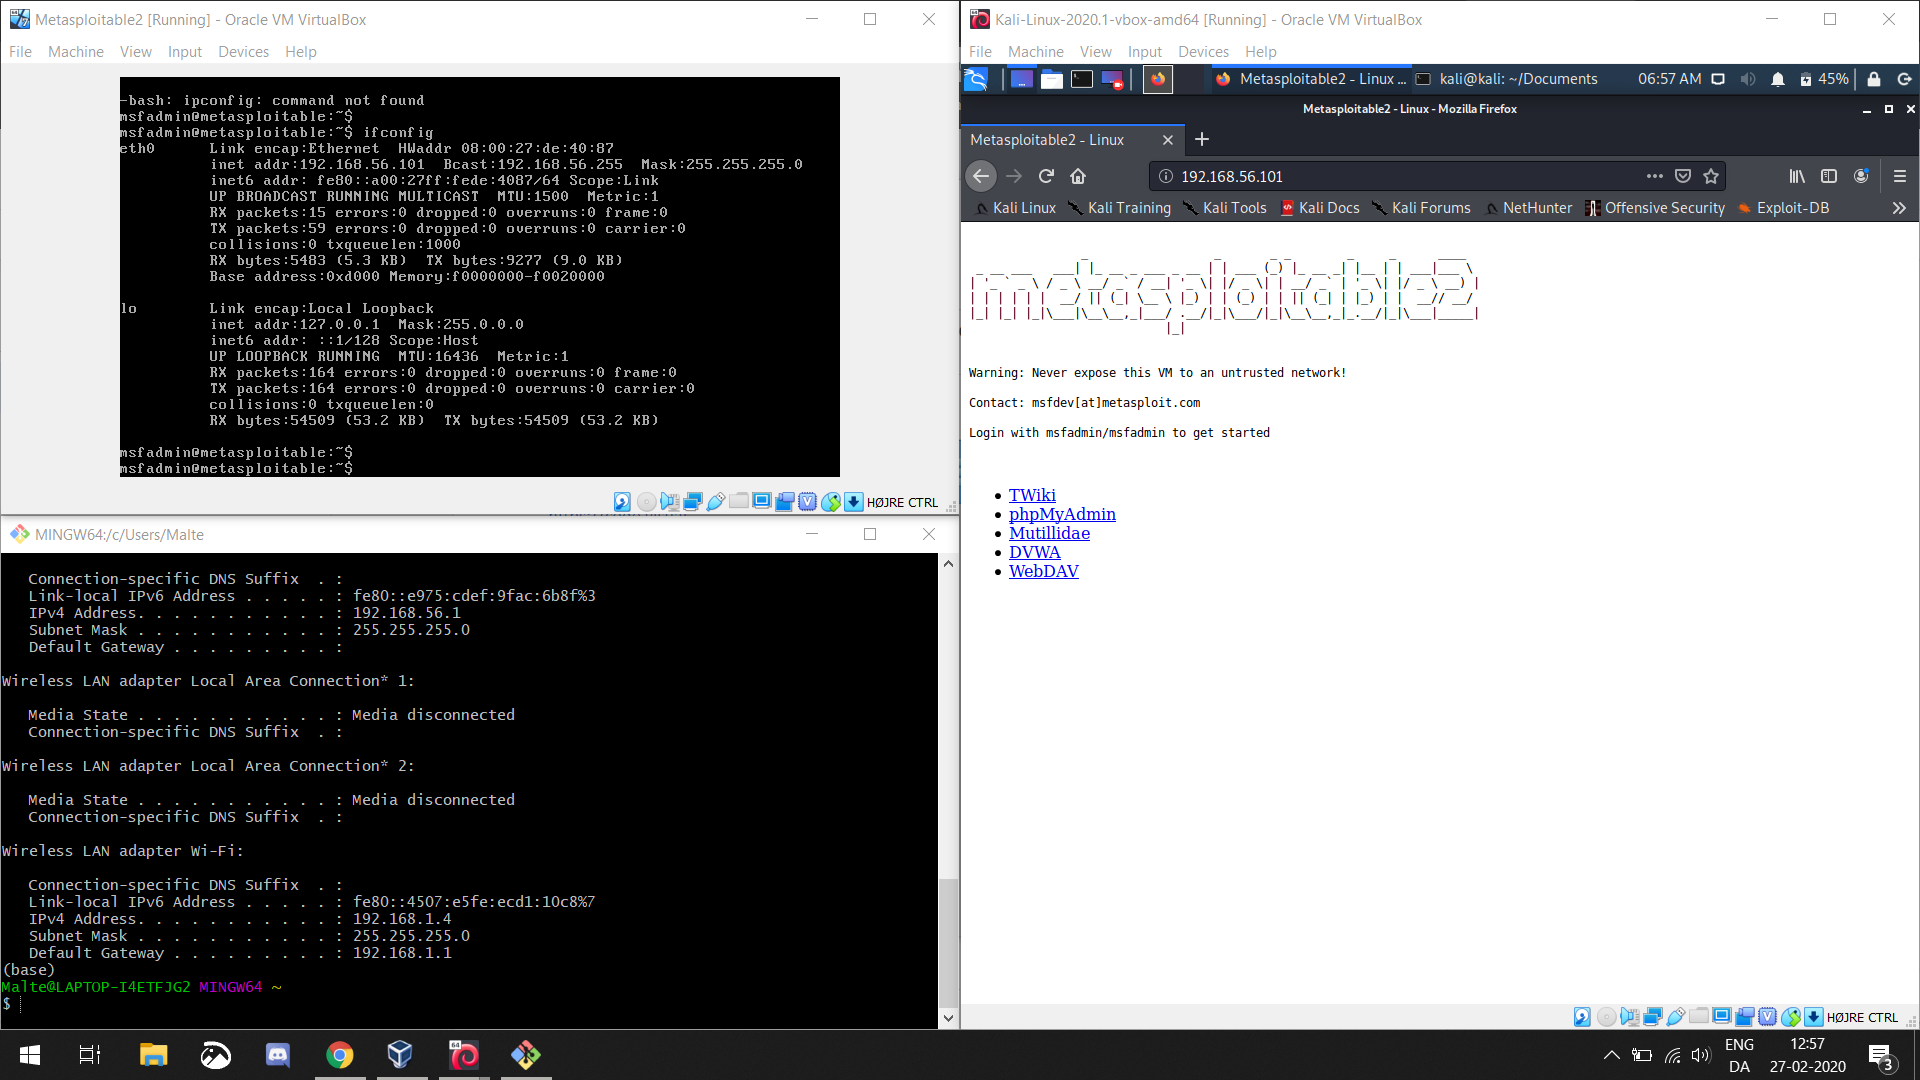 Metasploitable2 [Running] - Oracle VM VirtualBox
File Machine View Input Devices Help
-bash: ipconfig: command not found
msfadmin@metasploitable:~$
msfadmin@metasploitable:~$ ifconfig
eth0 Link encap:Ethernet HWaddr 08:00:27:de:40:87
inet addr:192.168.56.101 Bcast:192.168.56.255 Mask:255.255.255.0
inet6 addr: fe80::a00:27ff:fede:4087/64 Scope:Link
UP BROADCAST RUNNING MULTICAST MTU:1500 Metric:1
RX packets:15 errors:0 dropped:0 overruns:0 frame:0
TX packets:59 errors:0 dropped:0 overruns:0 carrier:0
collisions:0 txqueuelen:1000
RX bytes:5483 (5.3 KB) TX bytes:9277 (9.0 KB)
Base address:0xd000 Memory:f0000000-f0020000
lo Link encap:Local Loopback
inet addr:127.0.0.1 Mask:255.0.0.0
inet6 addr: ::1/128 Scope:Host
UP LOOPBACK RUNNING MTU:16436 Metric:1
RX packets:164 errors:0 dropped:0 overruns:0 frame:0
TX packets:164 errors:0 dropped:0 overruns:0 carrier:0
collisions:0 txqueuelen:0
RX bytes:54509 (53.2 KB) TX bytes:54509 (53.2 KB)
msfadmin@metasploitable:~$
msfadmin@metasploitable:~$
HØJRE CTRL
MINGW64:/c/Users/Malte
Connection-specific DNS Suffix . :
Link-local IPv6 Address . . . . . : fe80::e975:cdef:9fac:6b8f%3
IPv4 Address. . . . . . . . . . . : 192.168.56.1
Subnet Mask . . . . . . . . . . . : 255.255.255.0
Default Gateway . . . . . . . . . :
Wireless LAN adapter Local Area Connection* 1:
Media State . . . . . . . . . . . : Media disconnected
Connection-specific DNS Suffix . :
Wireless LAN adapter Local Area Connection* 2:
Media State . . . . . . . . . . . : Media disconnected
Connection-specific DNS Suffix . :
Wireless LAN adapter Wi-Fi:
Connection-specific DNS Suffix . :
Link-local IPv6 Address . . . . . : fe80::4507:e5fe:ecd1:10c8%7
IPv4 Address. . . . . . . . . . . : 192.168.1.4
Subnet Mask . . . . . . . . . . . : 255.255.255.0
Default Gateway . . . . . . . . . : 192.168.1.1
(base)
Malte@LAPTOP-I4ETFJG2 MINGW64 ~
$
Kali-Linux-2020.1-vbox-amd64 [Running] - Oracle VM VirtualBox
File Machine View Input Devices Help
Metasploitable2 - Linux ... kali@kali: ~/Documents 06:57 AM 45%
Metasploitable2 - Linux - Mozilla Firefox
Metasploitable2 - Linux
192.168.56.101
Kali Linux Kali Training Kali Tools Kali Docs Kali Forums NetHunter Offensive Security Exploit-DB
metasploitable2
Warning: Never expose this VM to an untrusted network!
Contact: msfdev[at]metasploit.com
Login with msfadmin/msfadmin to get started
TWiki
phpMyAdmin
Mutillidae
DVWA
WebDAV
HØJRE CTRL
64
ENG 12:57
DA 27-02-2020 3